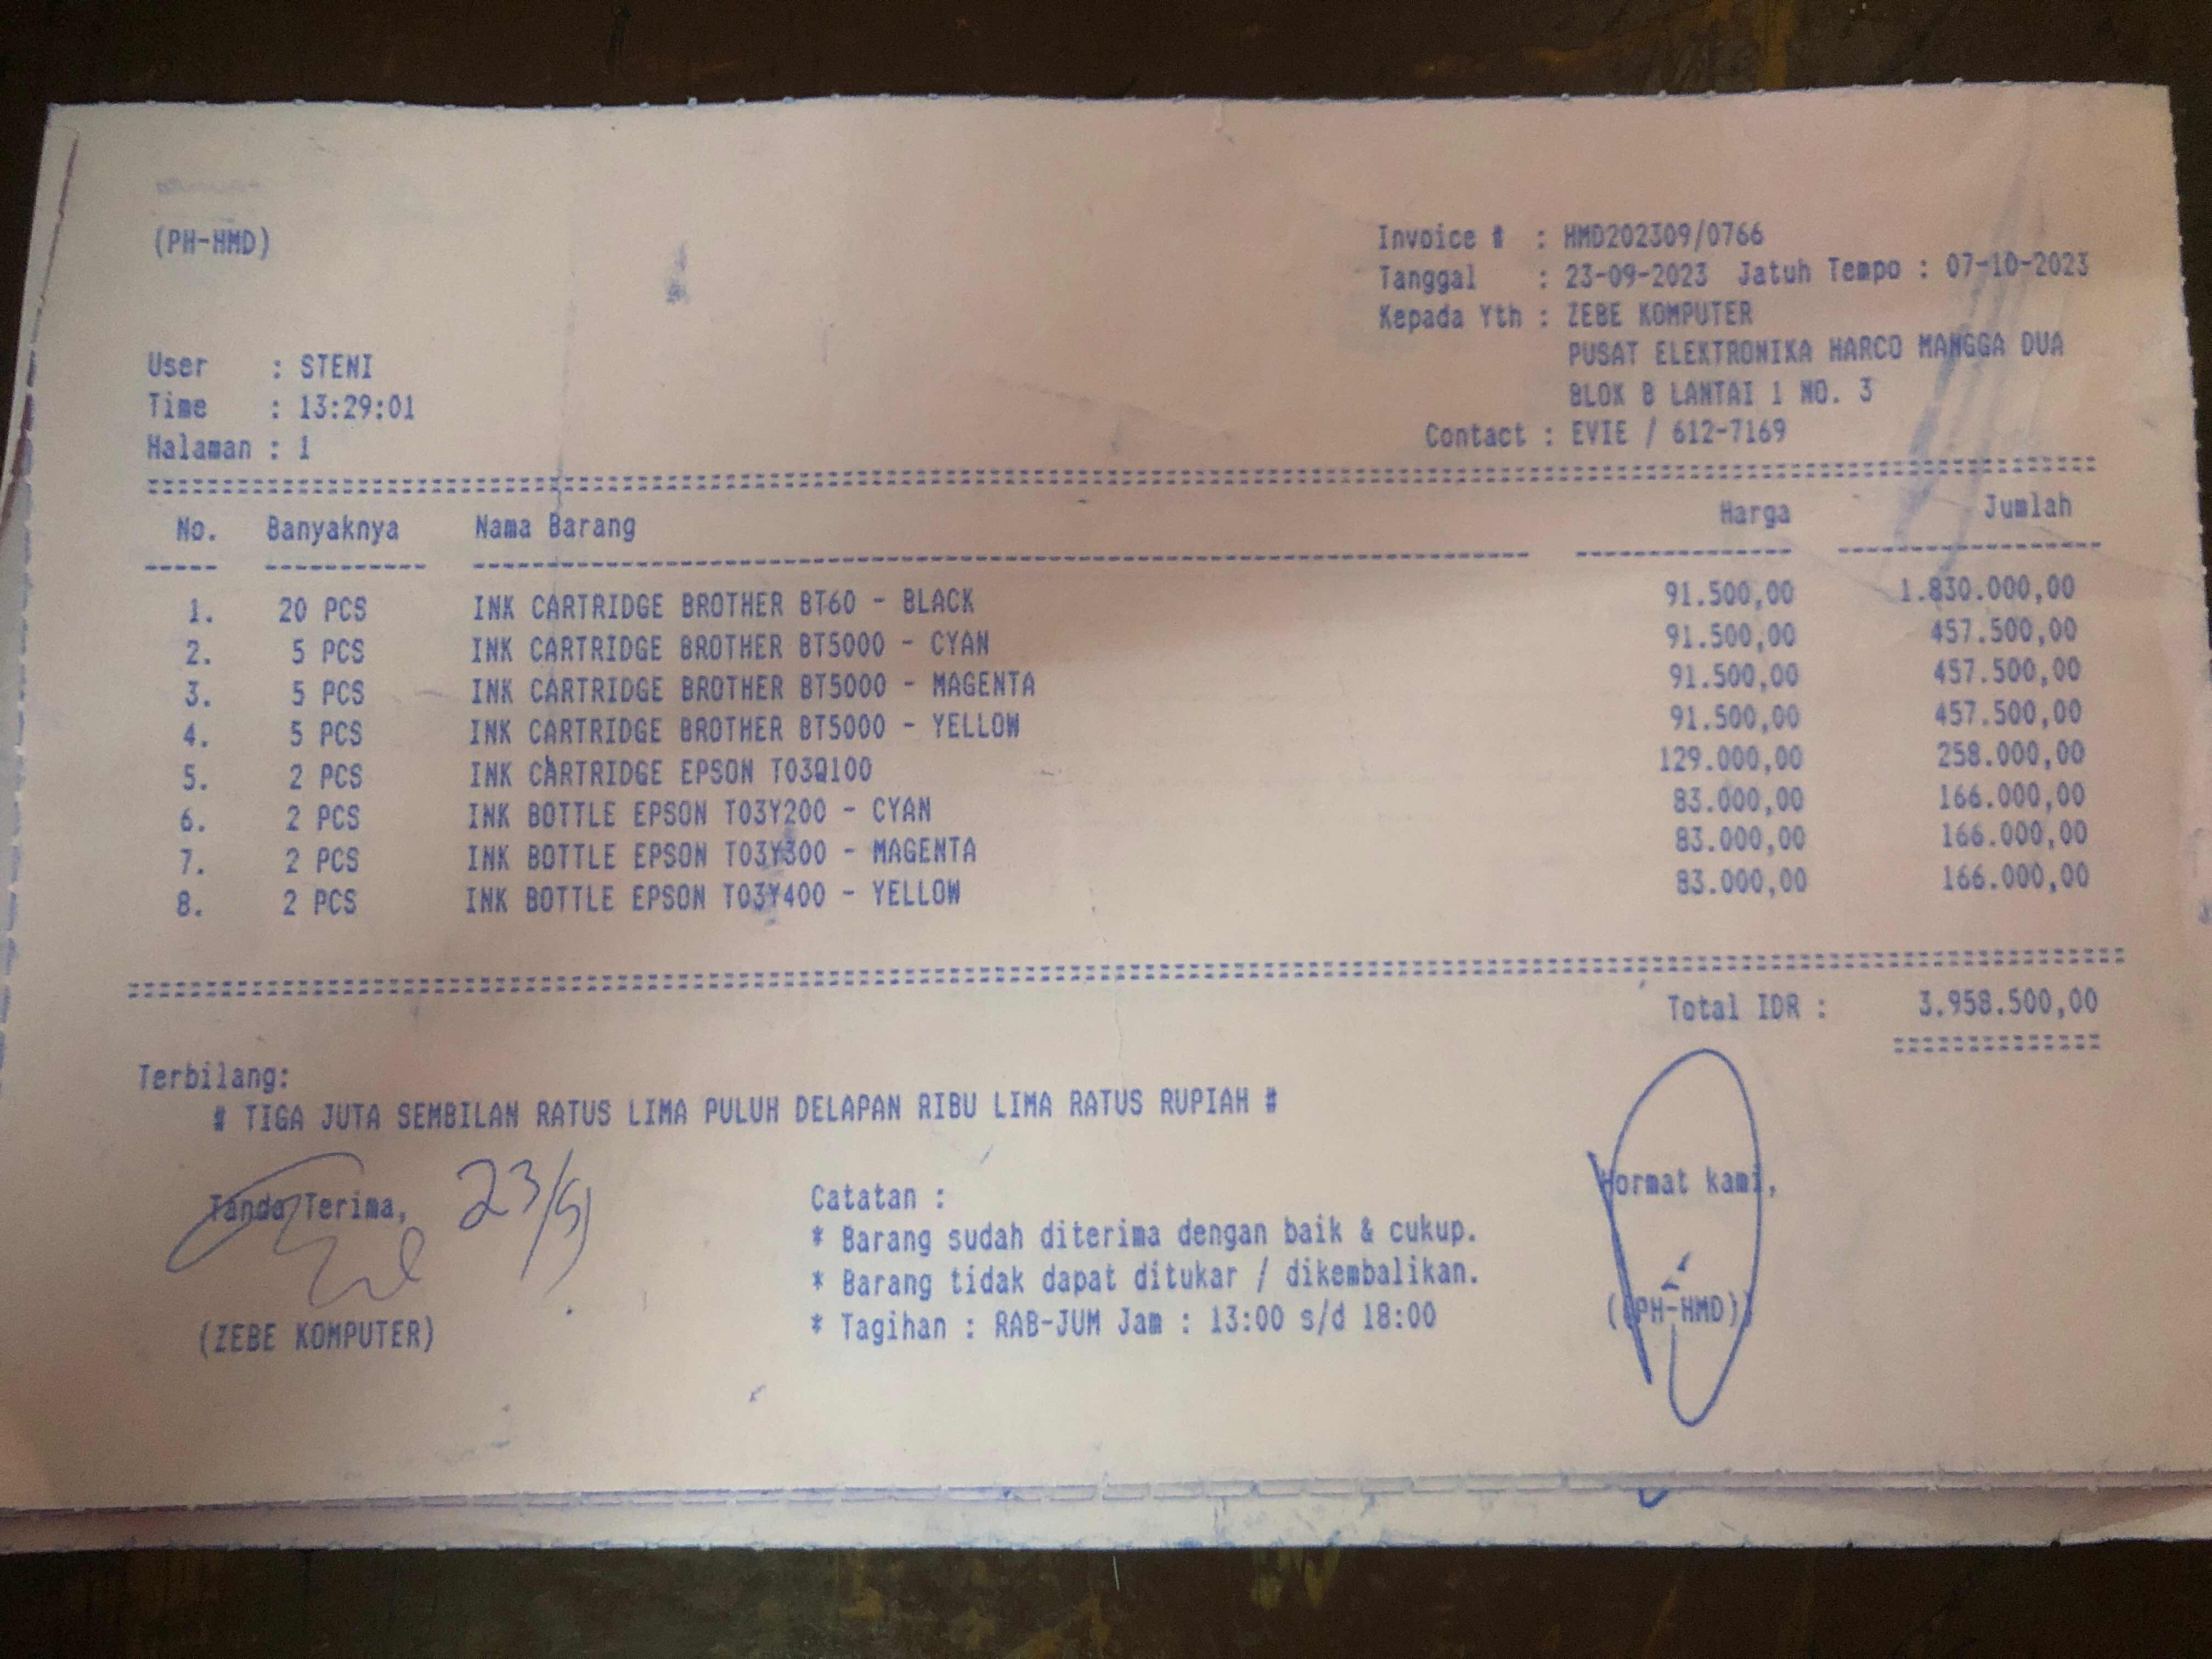 (PH-HMD)
Invoice # : HMD202309/0766
Tanggal : 23-09-2023 Jatuh Tempo : 07-10-2023
Kepada Yth : ZEBE KOMPUTER
PUSAT ELEKTRONIKA HARCO MANGGA DUA
BLOK B LANTAI 1 NO. 3
Contact : EVIE / 612-7169
User : STENI
Time : 13:29:01
Halaman : 1
No. Banyaknya Nama Barang Harga Jumlah
1. 20 PCS INK CARTRIDGE BROTHER BT60 - BLACK 91.500,00 1.830.000,00
2. 5 PCS INK CARTRIDGE BROTHER BT5000 - CYAN 91.500,00 457.500,00
3. 5 PCS INK CARTRIDGE BROTHER BT5000 - MAGENTA 91.500,00 457.500,00
4. 5 PCS INK CARTRIDGE BROTHER BT5000 - YELLOW 91.500,00 457.500,00
5. 2 PCS INK CARTRIDGE EPSON T03Q100 129.000,00 258.000,00
6. 2 PCS INK BOTTLE EPSON T03Y200 - CYAN 83.000,00 166.000,00
7. 2 PCS INK BOTTLE EPSON T03Y300 - MAGENTA 83.000,00 166.000,00
8. 2 PCS INK BOTTLE EPSON T03Y400 - YELLOW 83.000,00 166.000,00
Total IDR : 3.958.500,00
Terbilang:
# TIGA JUTA SEMBILAN RATUS LIMA PULUH DELAPAN RIBU LIMA RATUS RUPIAH #
Tanda Terima, 23/9
(ZEBE KOMPUTER)
Catatan :
* Barang sudah diterima dengan baik & cukup.
* Barang tidak dapat ditukar / dikembalikan.
* Tagihan : RAB-JUM Jam : 13:00 s/d 18:00
Hormat kami,
((PH-HMD))